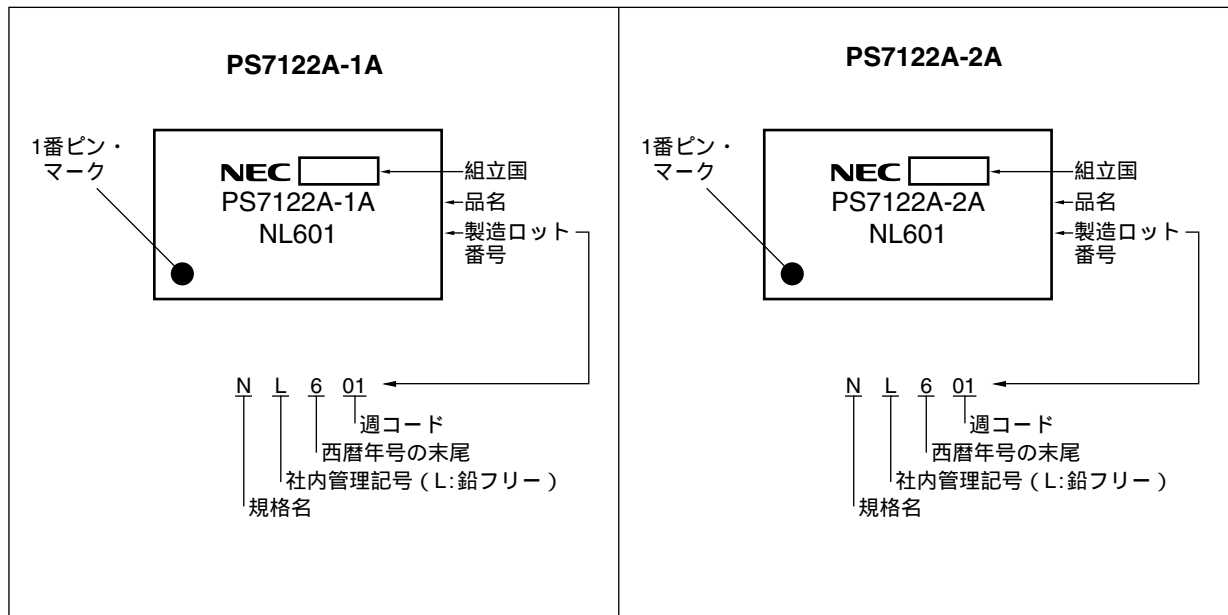 PS7122A-1A
1番ピン・
マーク
NEC
組立国
PS7122A-1A
品名
NL601
製造ロット
番号
N L 6 01
週コード
西暦年号の末尾
社内管理記号(L:鉛フリー)
規格名
PS7122A-2A
1番ピン・
マーク
NEC
組立国
PS7122A-2A
品名
NL601
製造ロット
番号
N L 6 01
週コード
西暦年号の末尾
社内管理記号(L:鉛フリー)
規格名